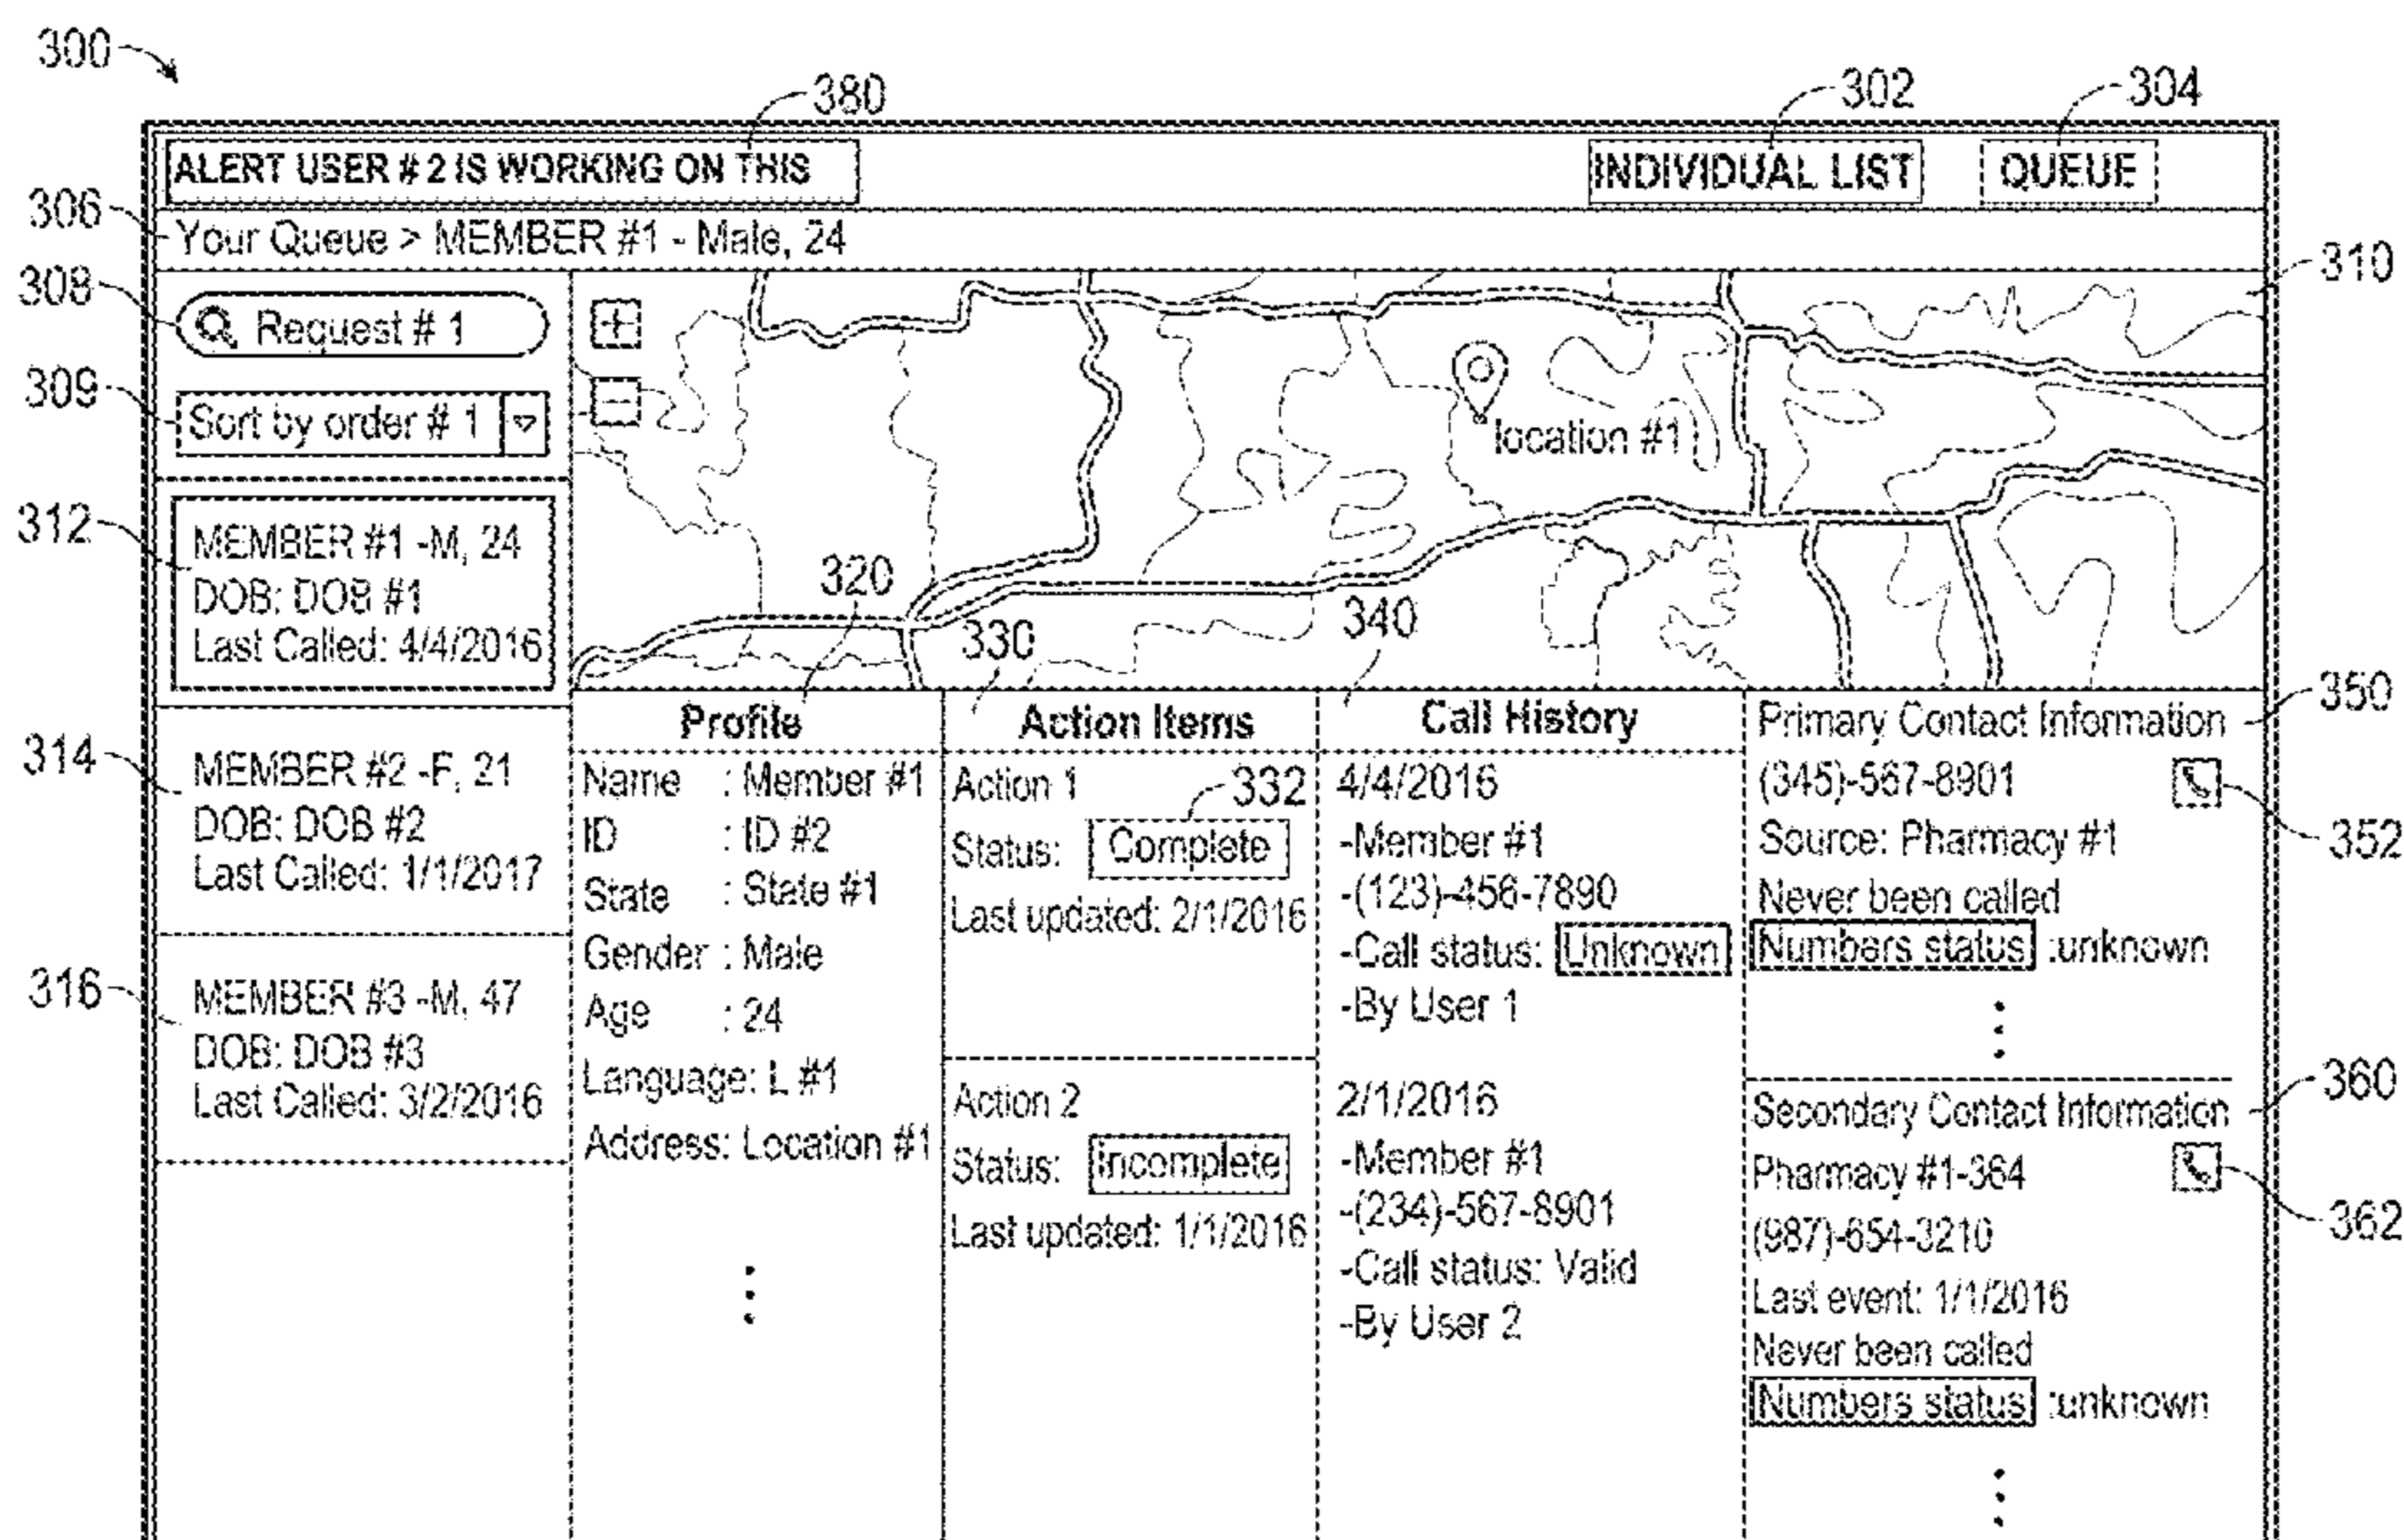 300
380
302
304
ALERT USER # 2 IS WORKING ON THIS
INDIVIDUAL LIST
QUEUE
306
Your Queue > MEMBER #1 - Male, 24
310
308
Request # 1
309
Sort by order # 1
location #1
312
MEMBER #1 -M, 24
DOB: DOB #1
Last Called: 4/4/2016
320
330
340
314
MEMBER #2 -F, 21
DOB: DOB #2
Last Called: 1/1/2017
316
MEMBER #3 -M, 47
DOB: DOB #3
Last Called: 3/2/2016
Profile
Name : Member #1
ID : ID #2
State : State #1
Gender : Male
Age : 24
Language: L #1
Address: Location #1
Action Items
Action 1
332
Status: Complete
Last updated: 2/1/2016
Action 2
Status: Incomplete
Last updated: 1/1/2016
Call History
4/4/2016
-Member #1
-(123)-456-7890
-Call status: Unknown
-By User 1
2/1/2016
-Member #1
-(234)-567-8901
-Call status: Valid
-By User 2
350
Primary Contact Information
(345)-567-8901
352
Source: Pharmacy #1
Never been called
Numbers status :unknown
360
Secondary Contact Information
Pharmacy #1-364
362
(987)-654-3210
Last event: 1/1/2016
Never been called
Numbers status :unknown